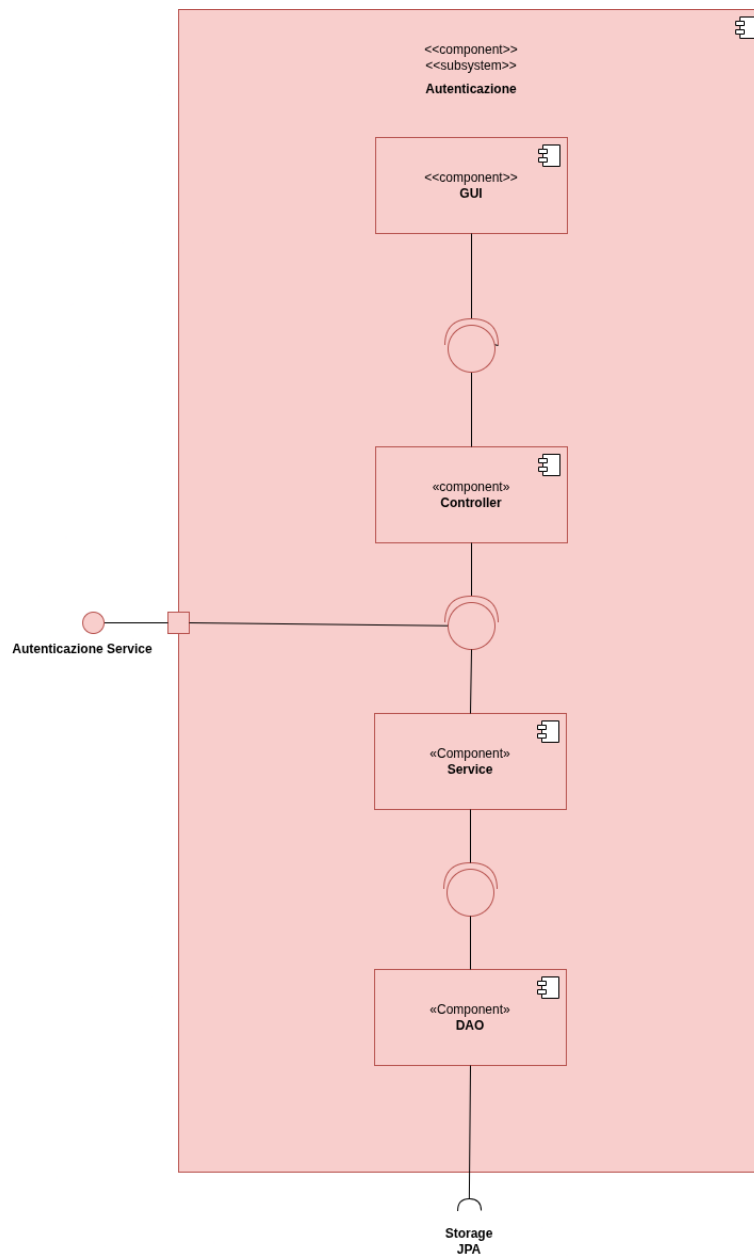 <<component>>
<<subsystem>>
Autenticazione
<<component>>
GUI
«component»
Controller
Autenticazione Service
«Component»
Service
«Component»
DAO
Storage
JPA